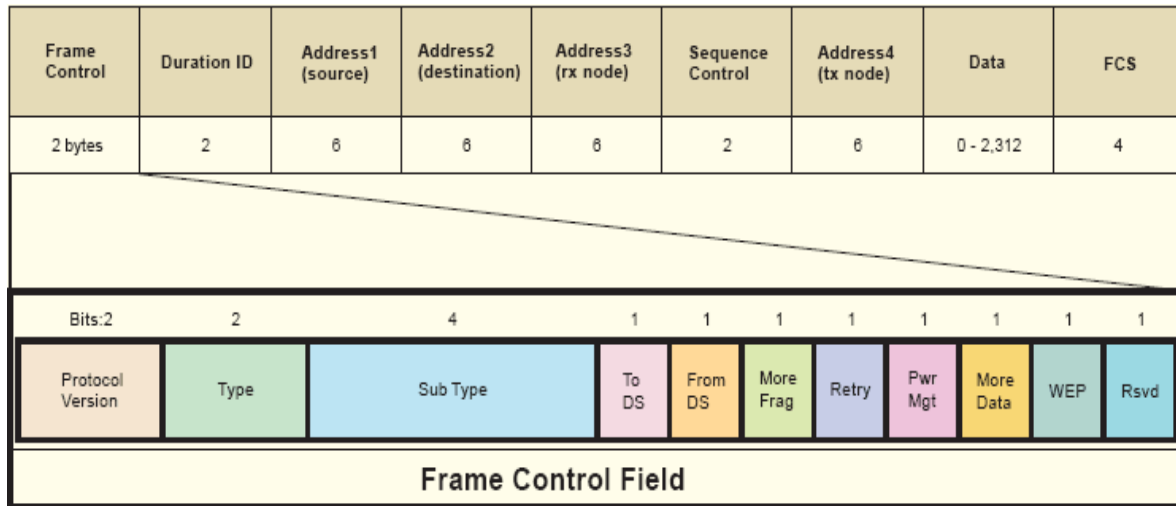 Frame Control
Duration ID
Address1 (source)
Address2 (destination)
Address3 (rx node)
Sequence Control
Address4 (tx node)
Data
FCS
2 bytes
2
6
6
6
2
6
0 - 2,312
4
Bits:2
2
4
1
1
1
1
1
1
1
1
Protocol Version
Type
Sub Type
To DS
From DS
More Frag
Retry
Pwr Mgt
More Data
WEP
Rsvd
Frame Control Field